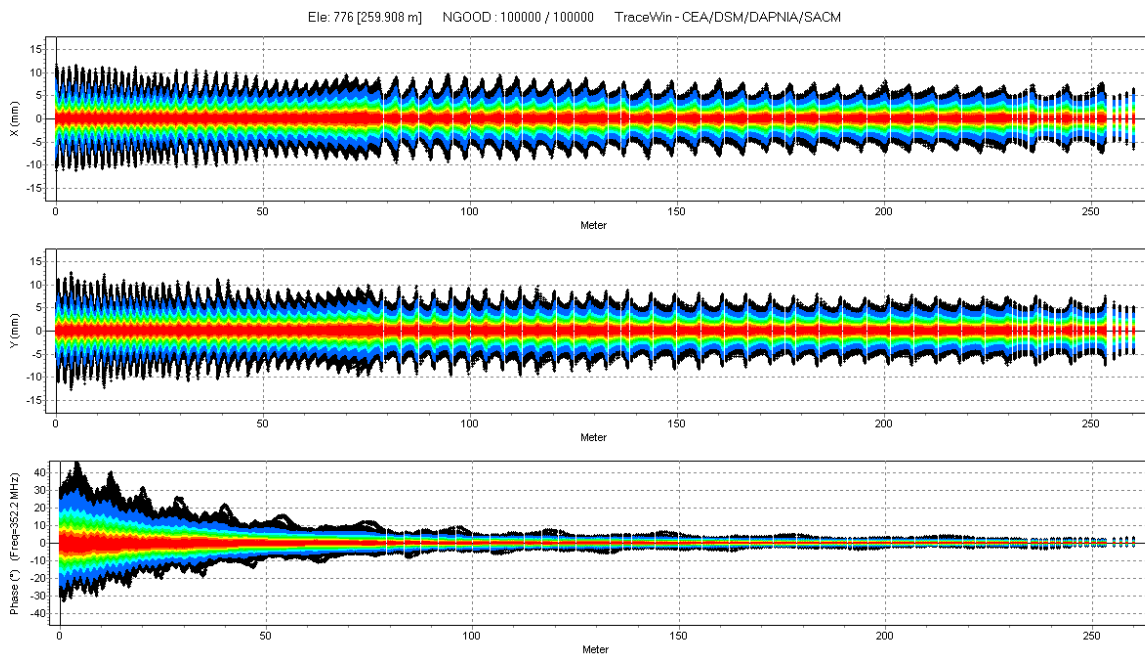 Ele: 776 [259.908 m] NGOOD : 100000 / 100000 TraceWin - CEA/DSM/DAPNIA/SACM
15
10
5
0
-5
-10
-15
X (mm)
0 50 100 150 200 250
Meter
15
10
5
0
-5
-10
-15
Y (mm)
0 50 100 150 200 250
Meter
40
30
20
10
0
-10
-20
-30
-40
Phase (°) (Freq=352.2 MHz)
0 50 100 150 200 250
Meter